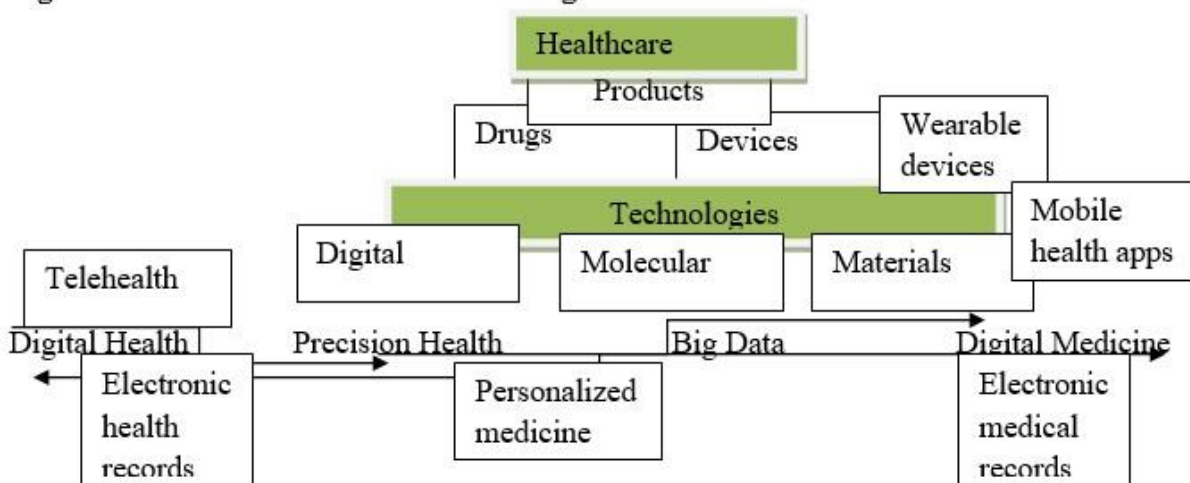 Healthcare
Products
Drugs
Devices
Wearable
devices
Technologies
Mobile
health apps
Digital
Molecular
Materials
Telehealth
Digital Health
Precision Health
Big Data
Digital Medicine
Electronic
health
records
Personalized
medicine
Electronic
medical
records